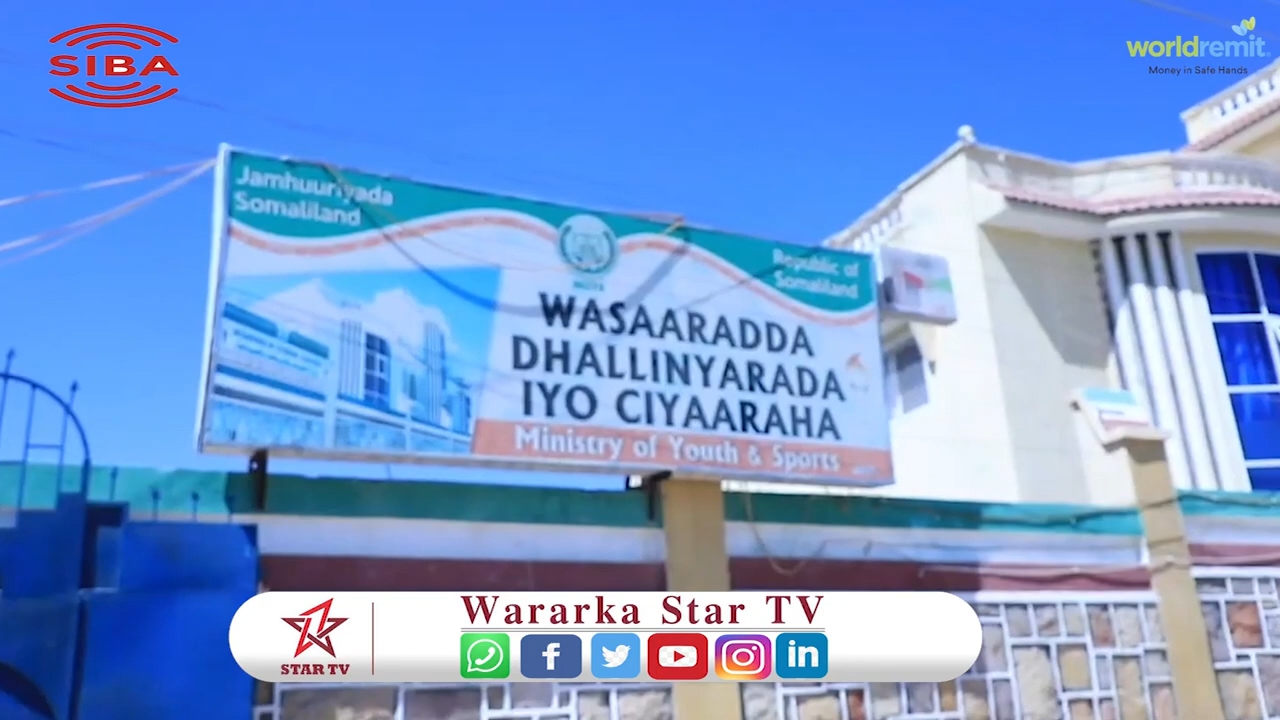 SIBA
worldremit
Money in Safe Hands
Jamhuuriyada
Somaliland
Republic of
Somaliland
WASAARADDA
DHALLINYARADA
IYO CIYAARAHA
Ministry of Youth & Sports
STAR TV
Wararka Star TV